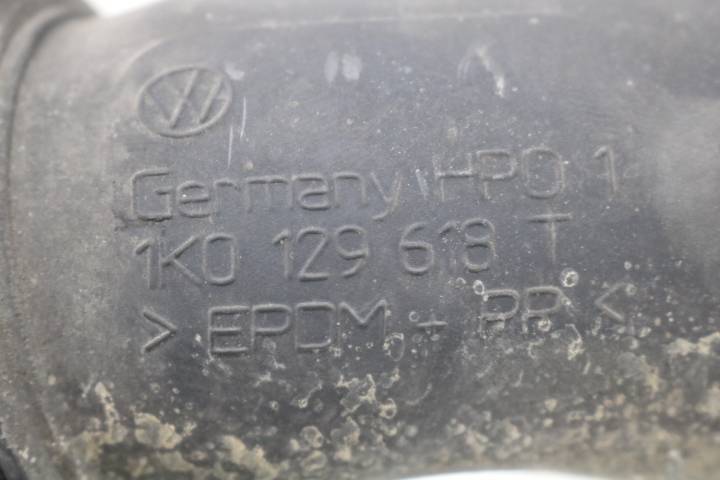 Germany HPO 1
1K0 129 618 T
> EPDM + PP <